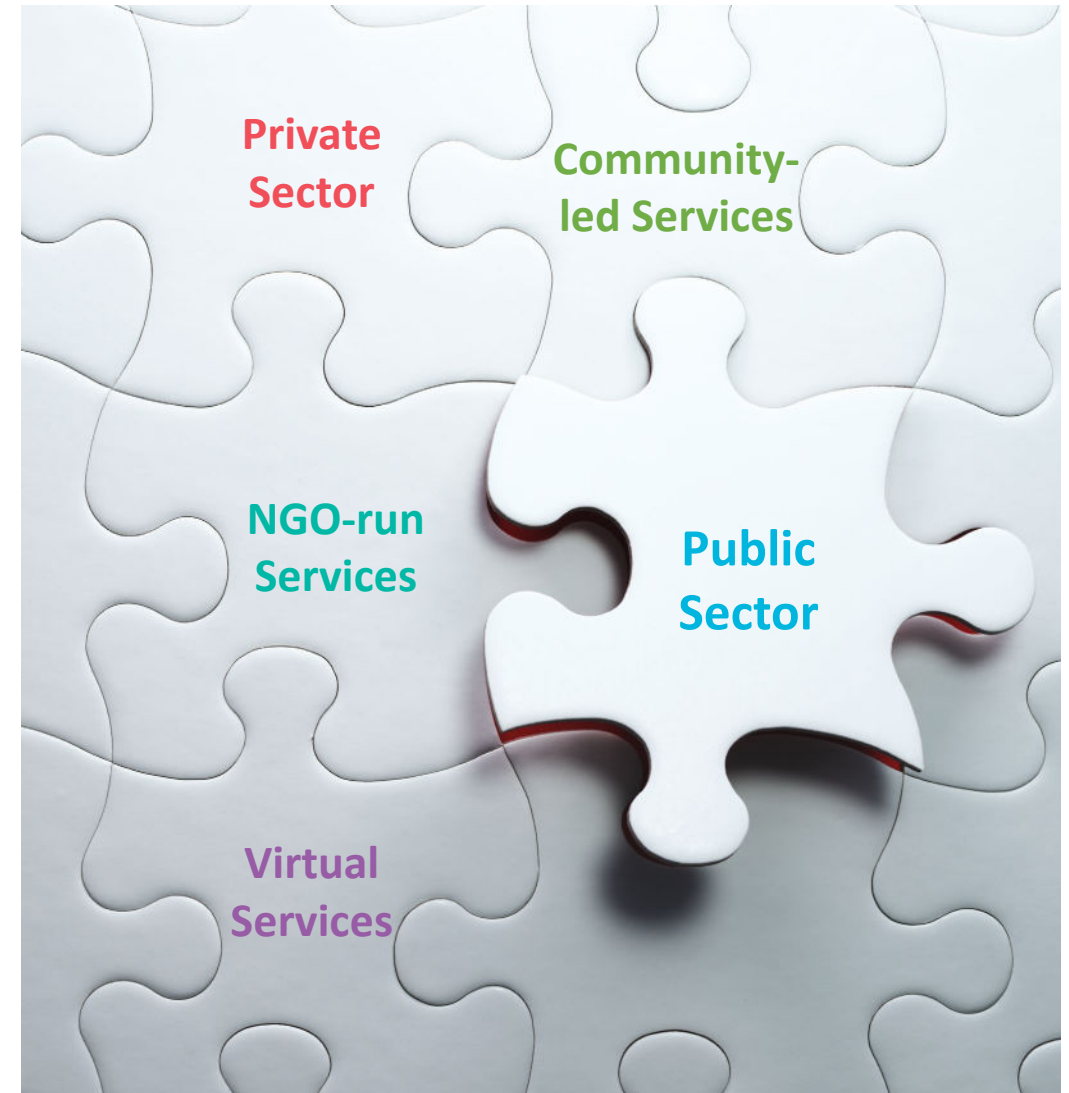 Private
Sector
Community-
led Services
NGO-run
Services
Public
Sector
Virtual
Services